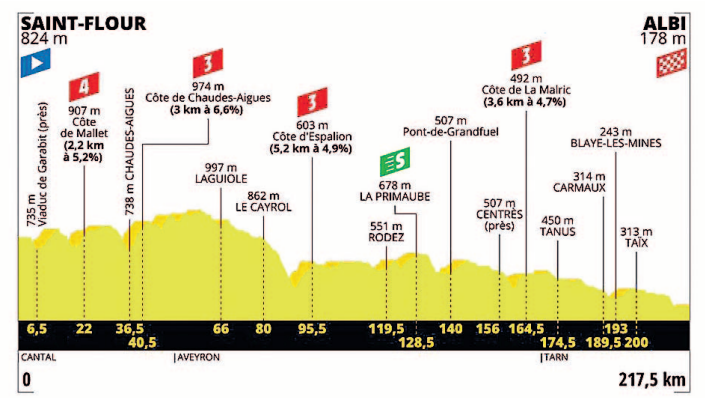 SAINT-FLOUR
824 m
ALBI
178 m
4
3
3
3
S
735 m
Viaduc de Garabit (près)
907 m
Côte
de Mallet
(2,2 km
à 5,2%)
738 m CHAUDES-AIGUES
974 m
Côte de Chaudes-Aigues
(3 km à 6,6%)
997 m
LAGUIOLE
862 m
LE CAYROL
603 m
Côte d'Espalion
(5,2 km à 4,9%)
551 m
RODEZ
678 m
LA PRIMAUBE
507 m
Pont-de-Grandfuel
507 m
CENTRÈS
(près)
492 m
Côte de La Malric
(3,6 km à 4,7%)
450 m
TANUS
314 m
CARMAUX
243 m
BLAYE-LES-MINES
313 m
TAÏX
6,5 22 36,5 66 80 95,5 119,5 140 156 164,5 193
40,5 128,5 174,5 189,5 200
CANTAL AVEYRON TARN
0 217,5 km